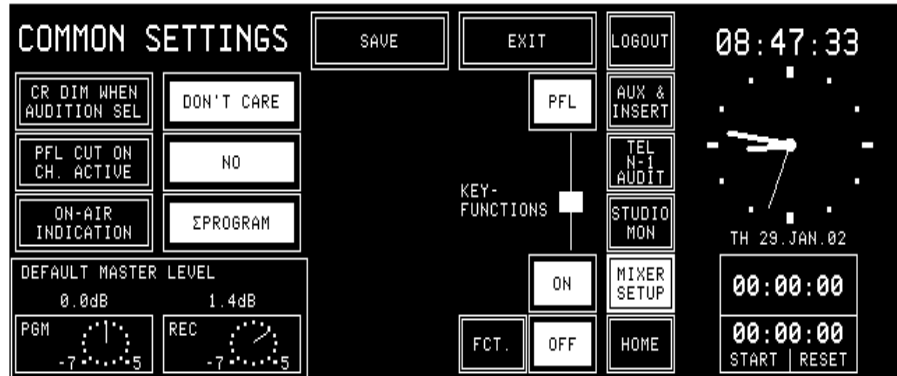 COMMON SETTINGS
SAVE
EXIT
LOGOUT
08:47:33
CR DIM WHEN
AUDITION SEL
DON'T CARE
PFL
AUX &
INSERT
PFL CUT ON
CH. ACTIVE
NO
TEL
N-1
AUDIT
KEY-
FUNCTIONS
ON-AIR
INDICATION
ΣPROGRAM
STUDIO
MON
TH 29.JAN.02
DEFAULT MASTER LEVEL
0.0dB
1.4dB
ON
MIXER
SETUP
00:00:00
PGM
-7
5
REC
-7
5
FCT.
OFF
HOME
00:00:00
START
RESET